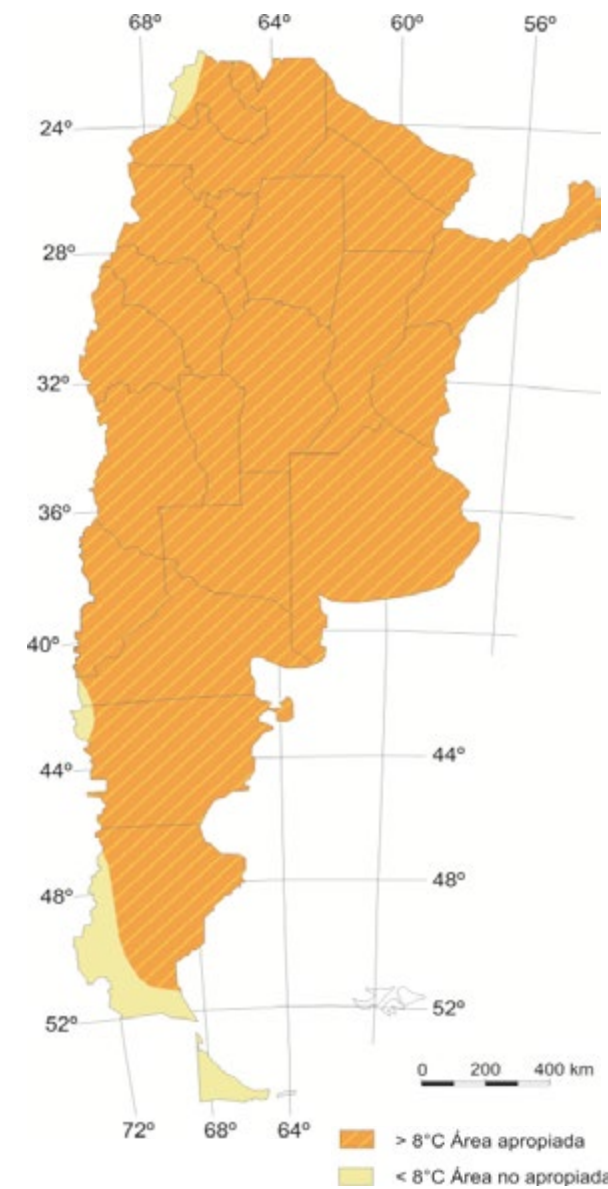 68º 64º 60º 56º
24º
28º
32º
36º
40º
44º 44º
48º 48º
52º 52º
0 200 400 km
72º 68º 64º
> 8°C Área apropiada
< 8°C Área no apropiada